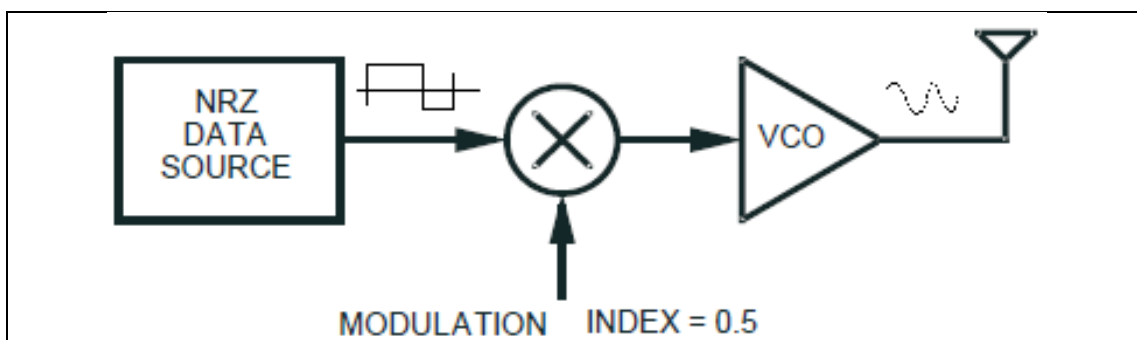 NRZ
DATA
SOURCE
VCO
MODULATION INDEX = 0.5